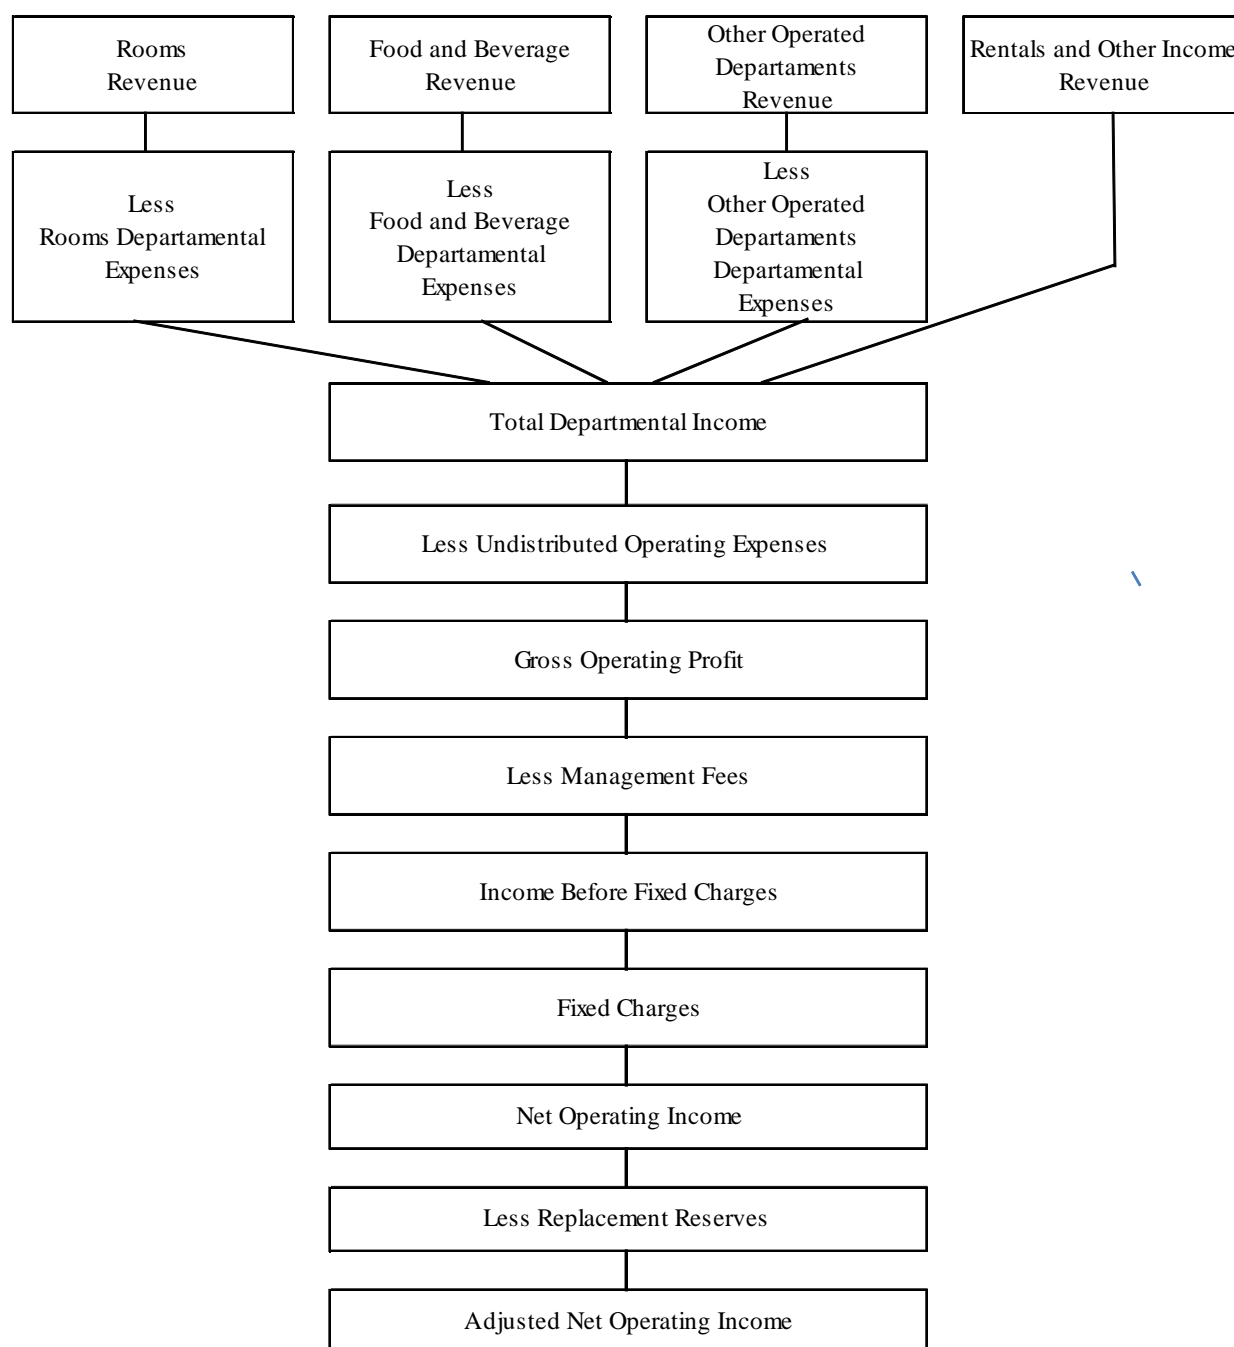 Rooms
Revenue
Food and Beverage
Revenue
Other Operated
Departaments
Revenue
Rentals and Other Income
Revenue
Less
Rooms Departamental
Expenses
Less
Food and Beverage
Departamental
Expenses
Less
Other Operated
Departaments
Departamental
Expenses
Total Departmental Income
Less Undistributed Operating Expenses
Gross Operating Profit
Less Management Fees
Income Before Fixed Charges
Fixed Charges
Net Operating Income
Less Replacement Reserves
Adjusted Net Operating Income